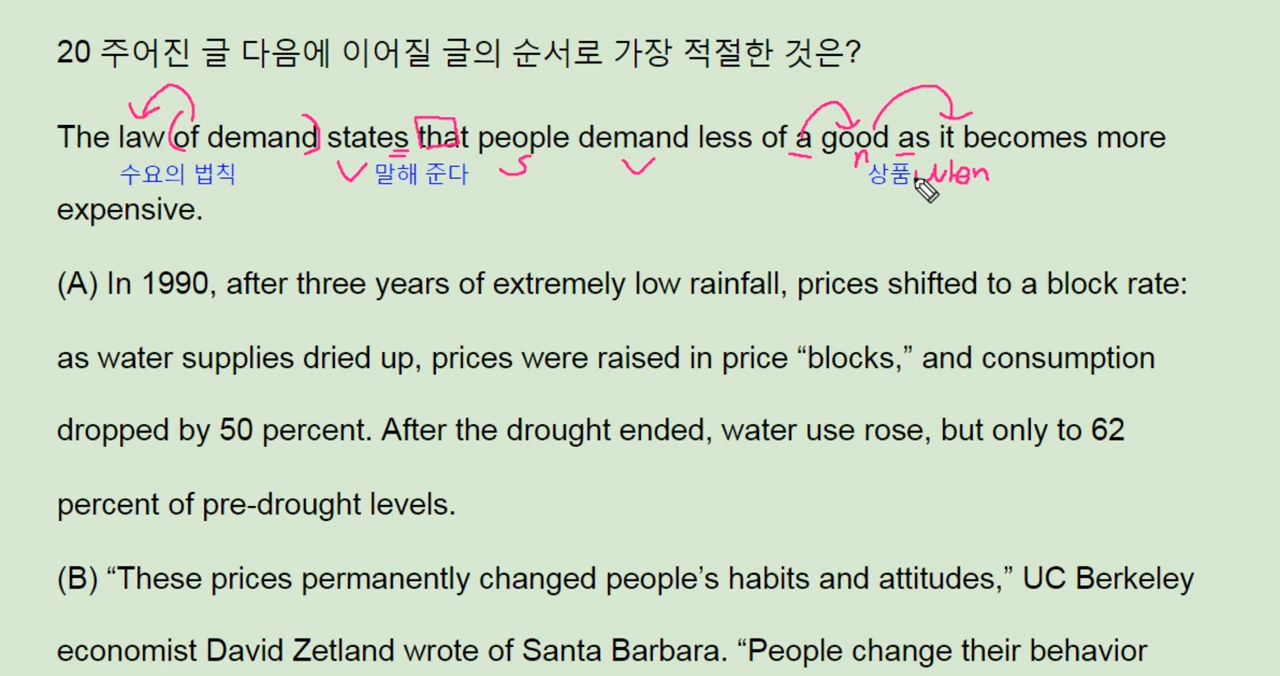 20 주어진 글 다음에 이어질 글의 순서로 가장 적절한 것은?
The law of demand states that people demand less of a good as it becomes more
수요의 법칙 V 말해 준다 S V n 상품
expensive.
(A) In 1990, after three years of extremely low rainfall, prices shifted to a block rate:
as water supplies dried up, prices were raised in price “blocks,” and consumption
dropped by 50 percent. After the drought ended, water use rose, but only to 62
percent of pre-drought levels.
(B) “These prices permanently changed people’s habits and attitudes,” UC Berkeley
economist David Zetland wrote of Santa Barbara. “People change their behavior